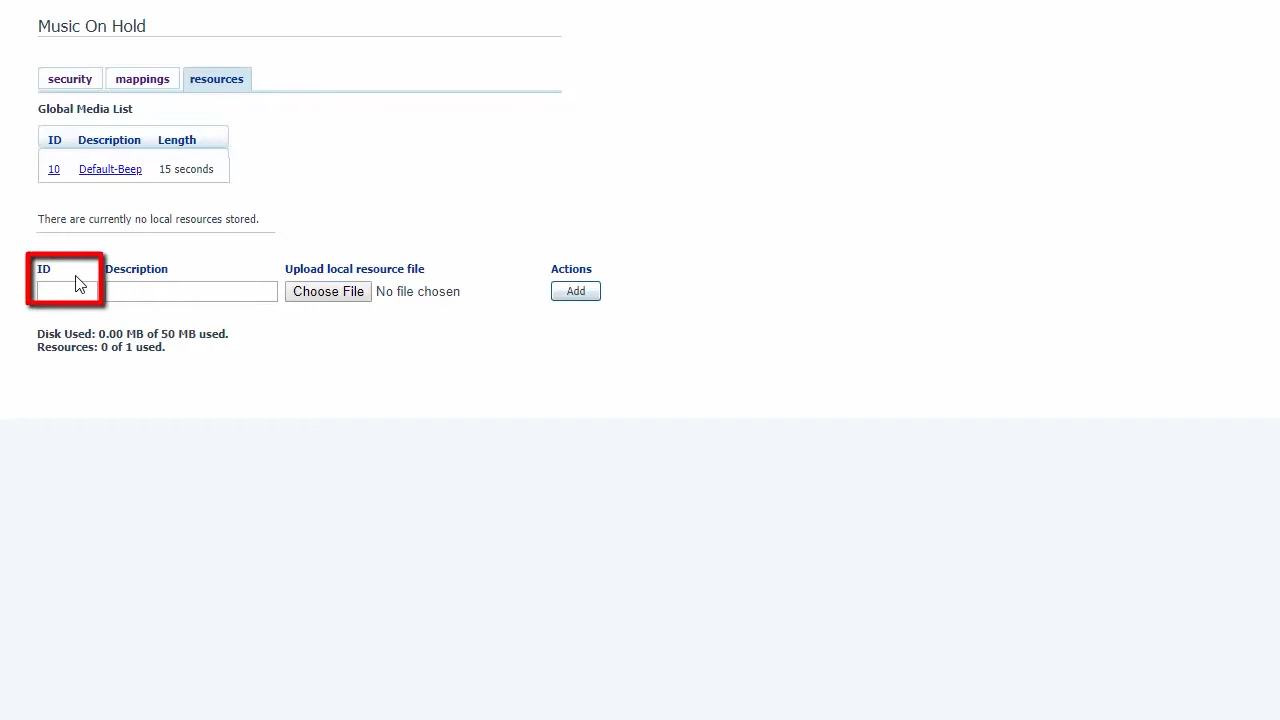 Music On Hold
security mappings resources
Global Media List
ID Description Length
10 Default-Beep 15 seconds
There are currently no local resources stored.
ID Description Upload local resource file Actions
Choose File No file chosen Add
Disk Used: 0.00 MB of 50 MB used.
Resources: 0 of 1 used.